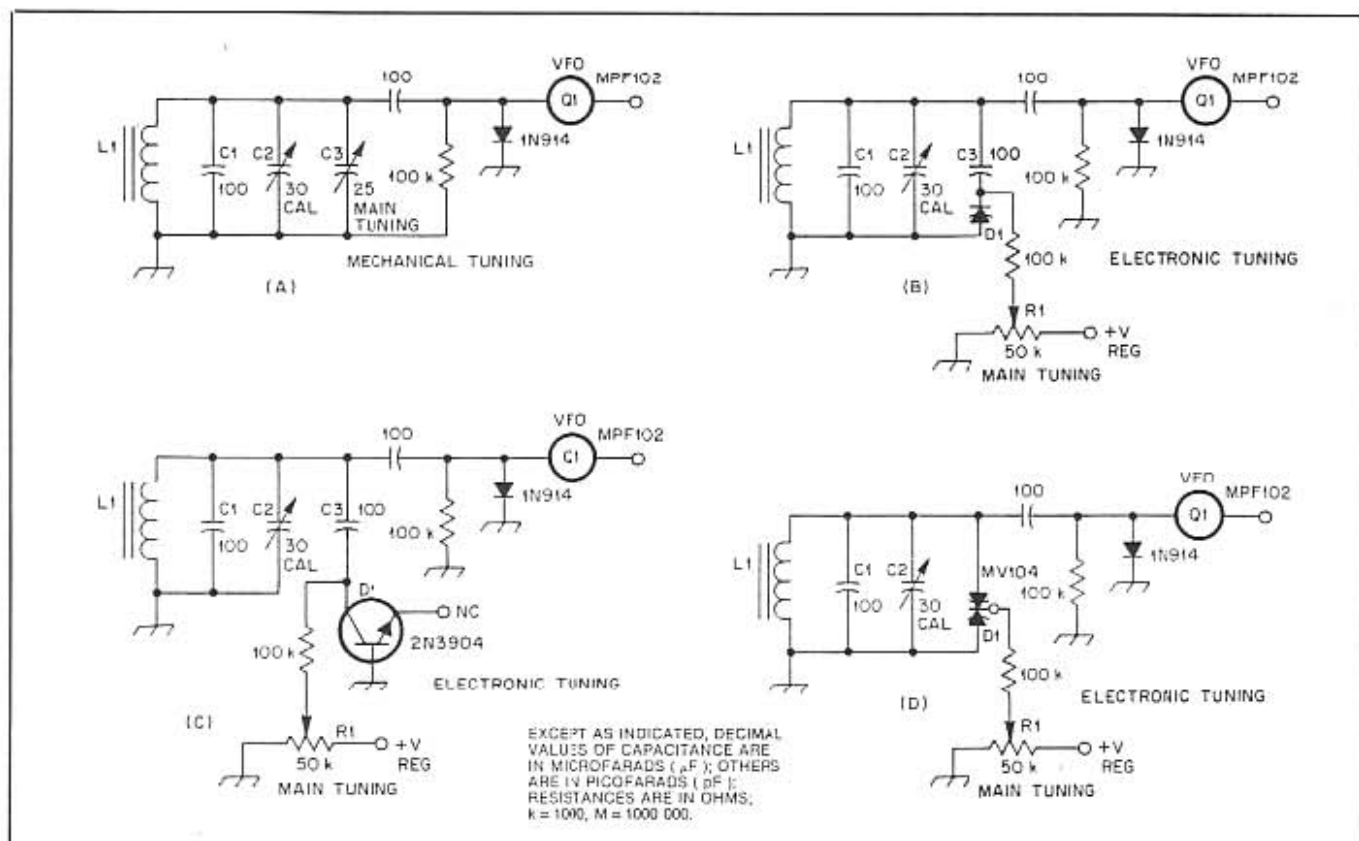 VFO
MPF102
100
Q1
1N914
L1
C1
100
C2
30
CAL
C3
25
MAIN
TUNING
100 k
MECHANICAL TUNING
(A)
VFO
MPF102
100
Q1
1N914
L1
C1
100
C2
30
CAL
C3
100
D1
100 k
100 k
ELECTRONIC TUNING
(B)
R1
50 k
+V
REG
MAIN TUNING
VFO
MPF102
100
Q1
1N914
L1
C1
100
C2
30
CAL
C3
100
100 k
NC
2N3904
100 k
ELECTRONIC TUNING
(C)
R1
50 k
+V
REG
MAIN TUNING
VFO
MPF102
100
Q1
1N914
L1
C1
100
C2
30
CAL
MV104
D1
100 k
100 k
ELECTRONIC TUNING
(D)
R1
50 k
+V
REG
MAIN TUNING
EXCEPT AS INDICATED, DECIMAL
VALUES OF CAPACITANCE ARE
IN MICROFARADS ( µF ); OTHERS
ARE IN PICOFARADS ( pF );
RESISTANCES ARE IN OHMS;
k = 1000, M = 1000 000.